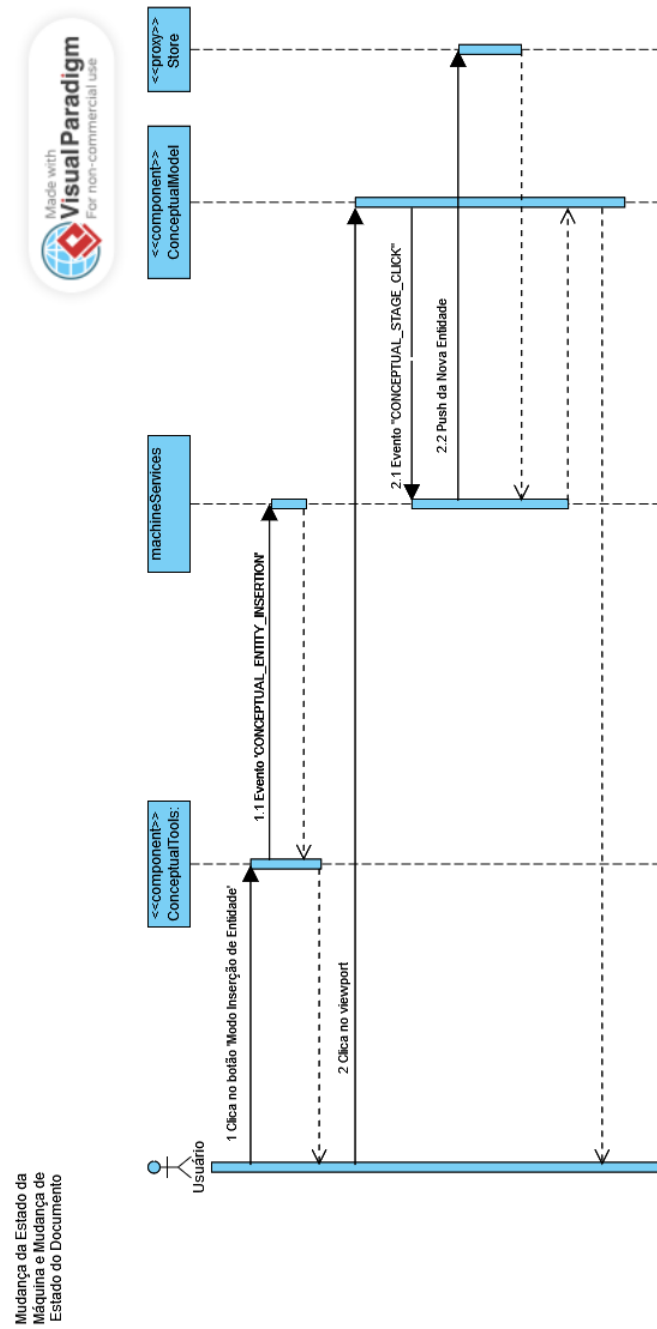 Mudança da Estado da
Máquina e Mudança de
Estado do Documento
Made with
Visual Paradigm
For non-commercial use
Usuário
<<component>>
ConceptualTools:
machineServices
<<component>>
ConceptualModel
<<proxy>>
Store
1 Clica no botão 'Modo Inserção de Entidade'
1.1 Evento 'CONCEPTUAL_ENTITY_INSERTION'
2 Clica no viewport
2.1 Evento "CONCEPTUAL_STAGE_CLICK"
2.2 Push da Nova Entidade